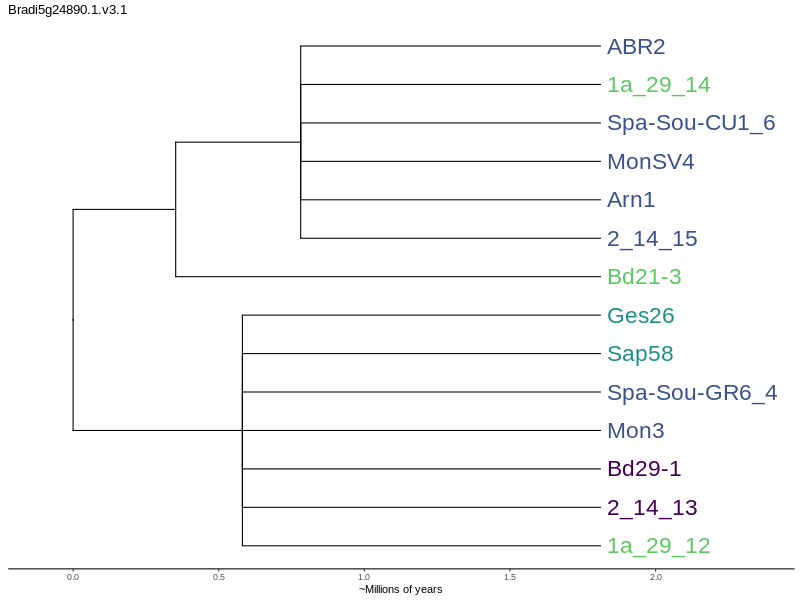 Bradi5g24890.1.v3.1
ABR2
1a_29_14
Spa-Sou-CU1_6
MonSV4
Arn1
2_14_15
Bd21-3
Ges26
Sap58
Spa-Sou-GR6_4
Mon3
Bd29-1
2_14_13
1a_29_12
0.0 0.5 1.0 1.5 2.0
~Millions of years